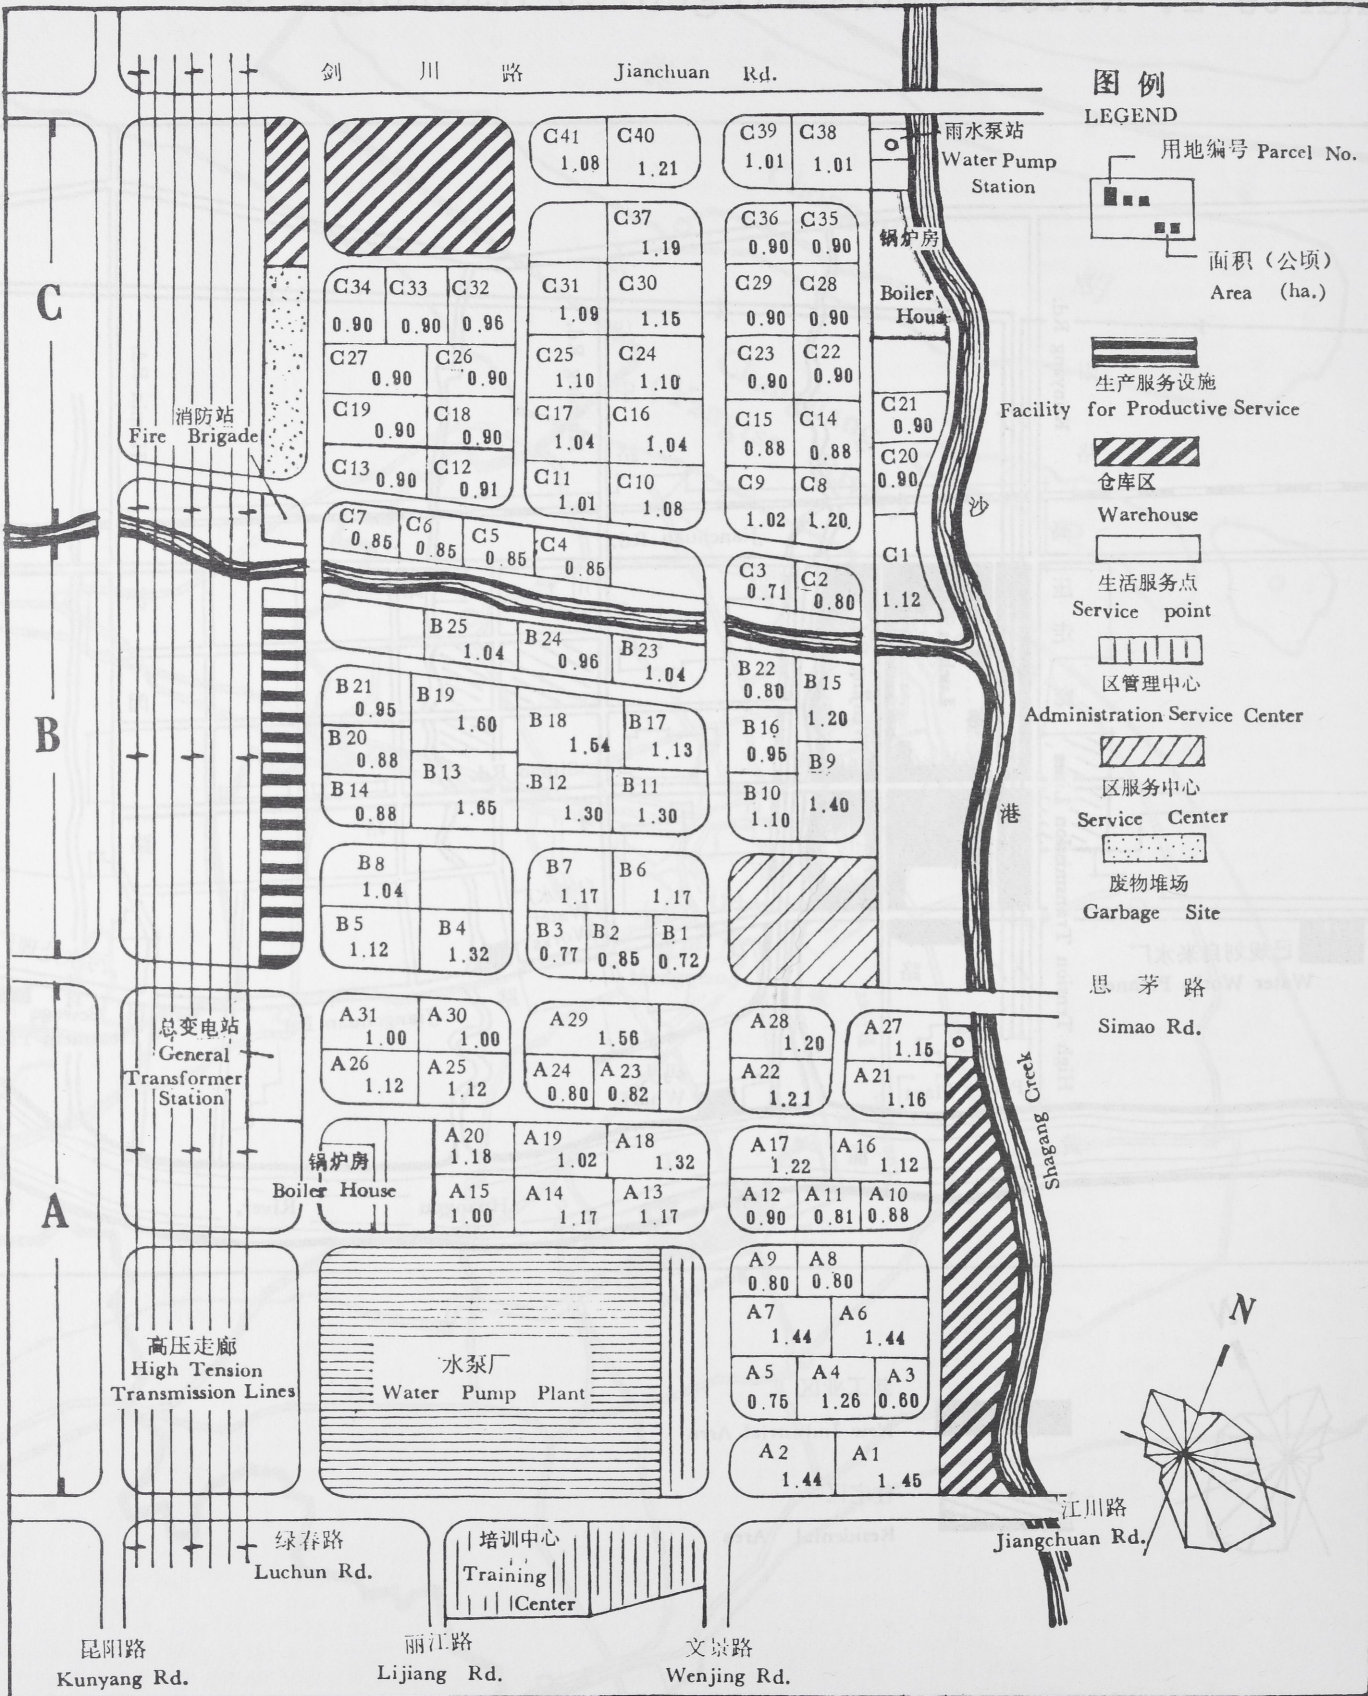 剑 川 路 Jianchuan Rd.
图 例
LEGEND
用地编号 Parcel No.
面积（公顷）
Area (ha.)
生产服务设施
Facility for Productive Service
仓库区
Warehouse
生活服务点
Service point
区管理中心
Administration Service Center
区服务中心
Service Center
废物堆场
Garbage Site
雨水泵站
Water Pump
Station
锅炉房
Boiler
Hous
C41 C40 C39 C38
1.08 1.21 1.01 1.01
C37 C36 C35
1.19 0.90 0.90
C34 C33 C32 C31 C30 C29 C28
0.90 0.90 0.96 1.09 1.15 0.90 0.90
C27 C26 C25 C24 C23 C22
0.90 0.90 1.10 1.10 0.90 0.90
C21
0.90
C19 C18 C17 C16 C15 C14
0.90 0.90 1.04 1.04 0.88 0.88
C20
0.90
C13 C12 C11 C10 C9 C8
0.90 0.91 1.01 1.08 1.02 1.20
C7 C6 C5 C4
0.85 0.85 0.85 0.85
C3 C2 C1
0.71 0.80 1.12
C
消防站
Fire Brigade
沙
港
B25 B24 B23
1.04 0.96 1.04
B22 B15
0.80 1.20
B21 B19 B18 B17
0.95 1.60 1.54 1.13
B20 B16
0.88 0.95
B9
1.40
B14 B13 B12 B11 B10
0.88 1.65 1.30 1.30 1.10
B
B8 B7 B6
1.04 1.17 1.17
B5 B4 B3 B2 B1
1.12 1.32 0.77 0.85 0.72
思 茅 路
Simao Rd.
总变电站
General
Transformer
Station
A31 A30 A29 A28 A27
1.00 1.00 1.56 1.20 1.15
A26 A25 A24 A23 A22 A21
1.12 1.12 0.80 0.82 1.21 1.16
Shagang Creek
锅炉房
Boiler House
A20 A19 A18 A17 A16
1.18 1.02 1.32 1.22 1.12
A15 A14 A13 A12 A11 A10
1.00 1.17 1.17 0.90 0.81 0.88
A
A9 A8
0.80 0.80
A7 A6
1.44 1.44
A5 A4 A3
0.75 1.26 0.60
A2 A1
1.44 1.45
高压走廊
High Tension
Transmission Lines
水泵厂
Water Pump Plant
N
江川路
Jiangchuan Rd.
绿春路
Luchun Rd.
培训中心
Training
Center
昆阳路
Kunyang Rd.
丽江路
Lijiang Rd.
文景路
Wenjing Rd.